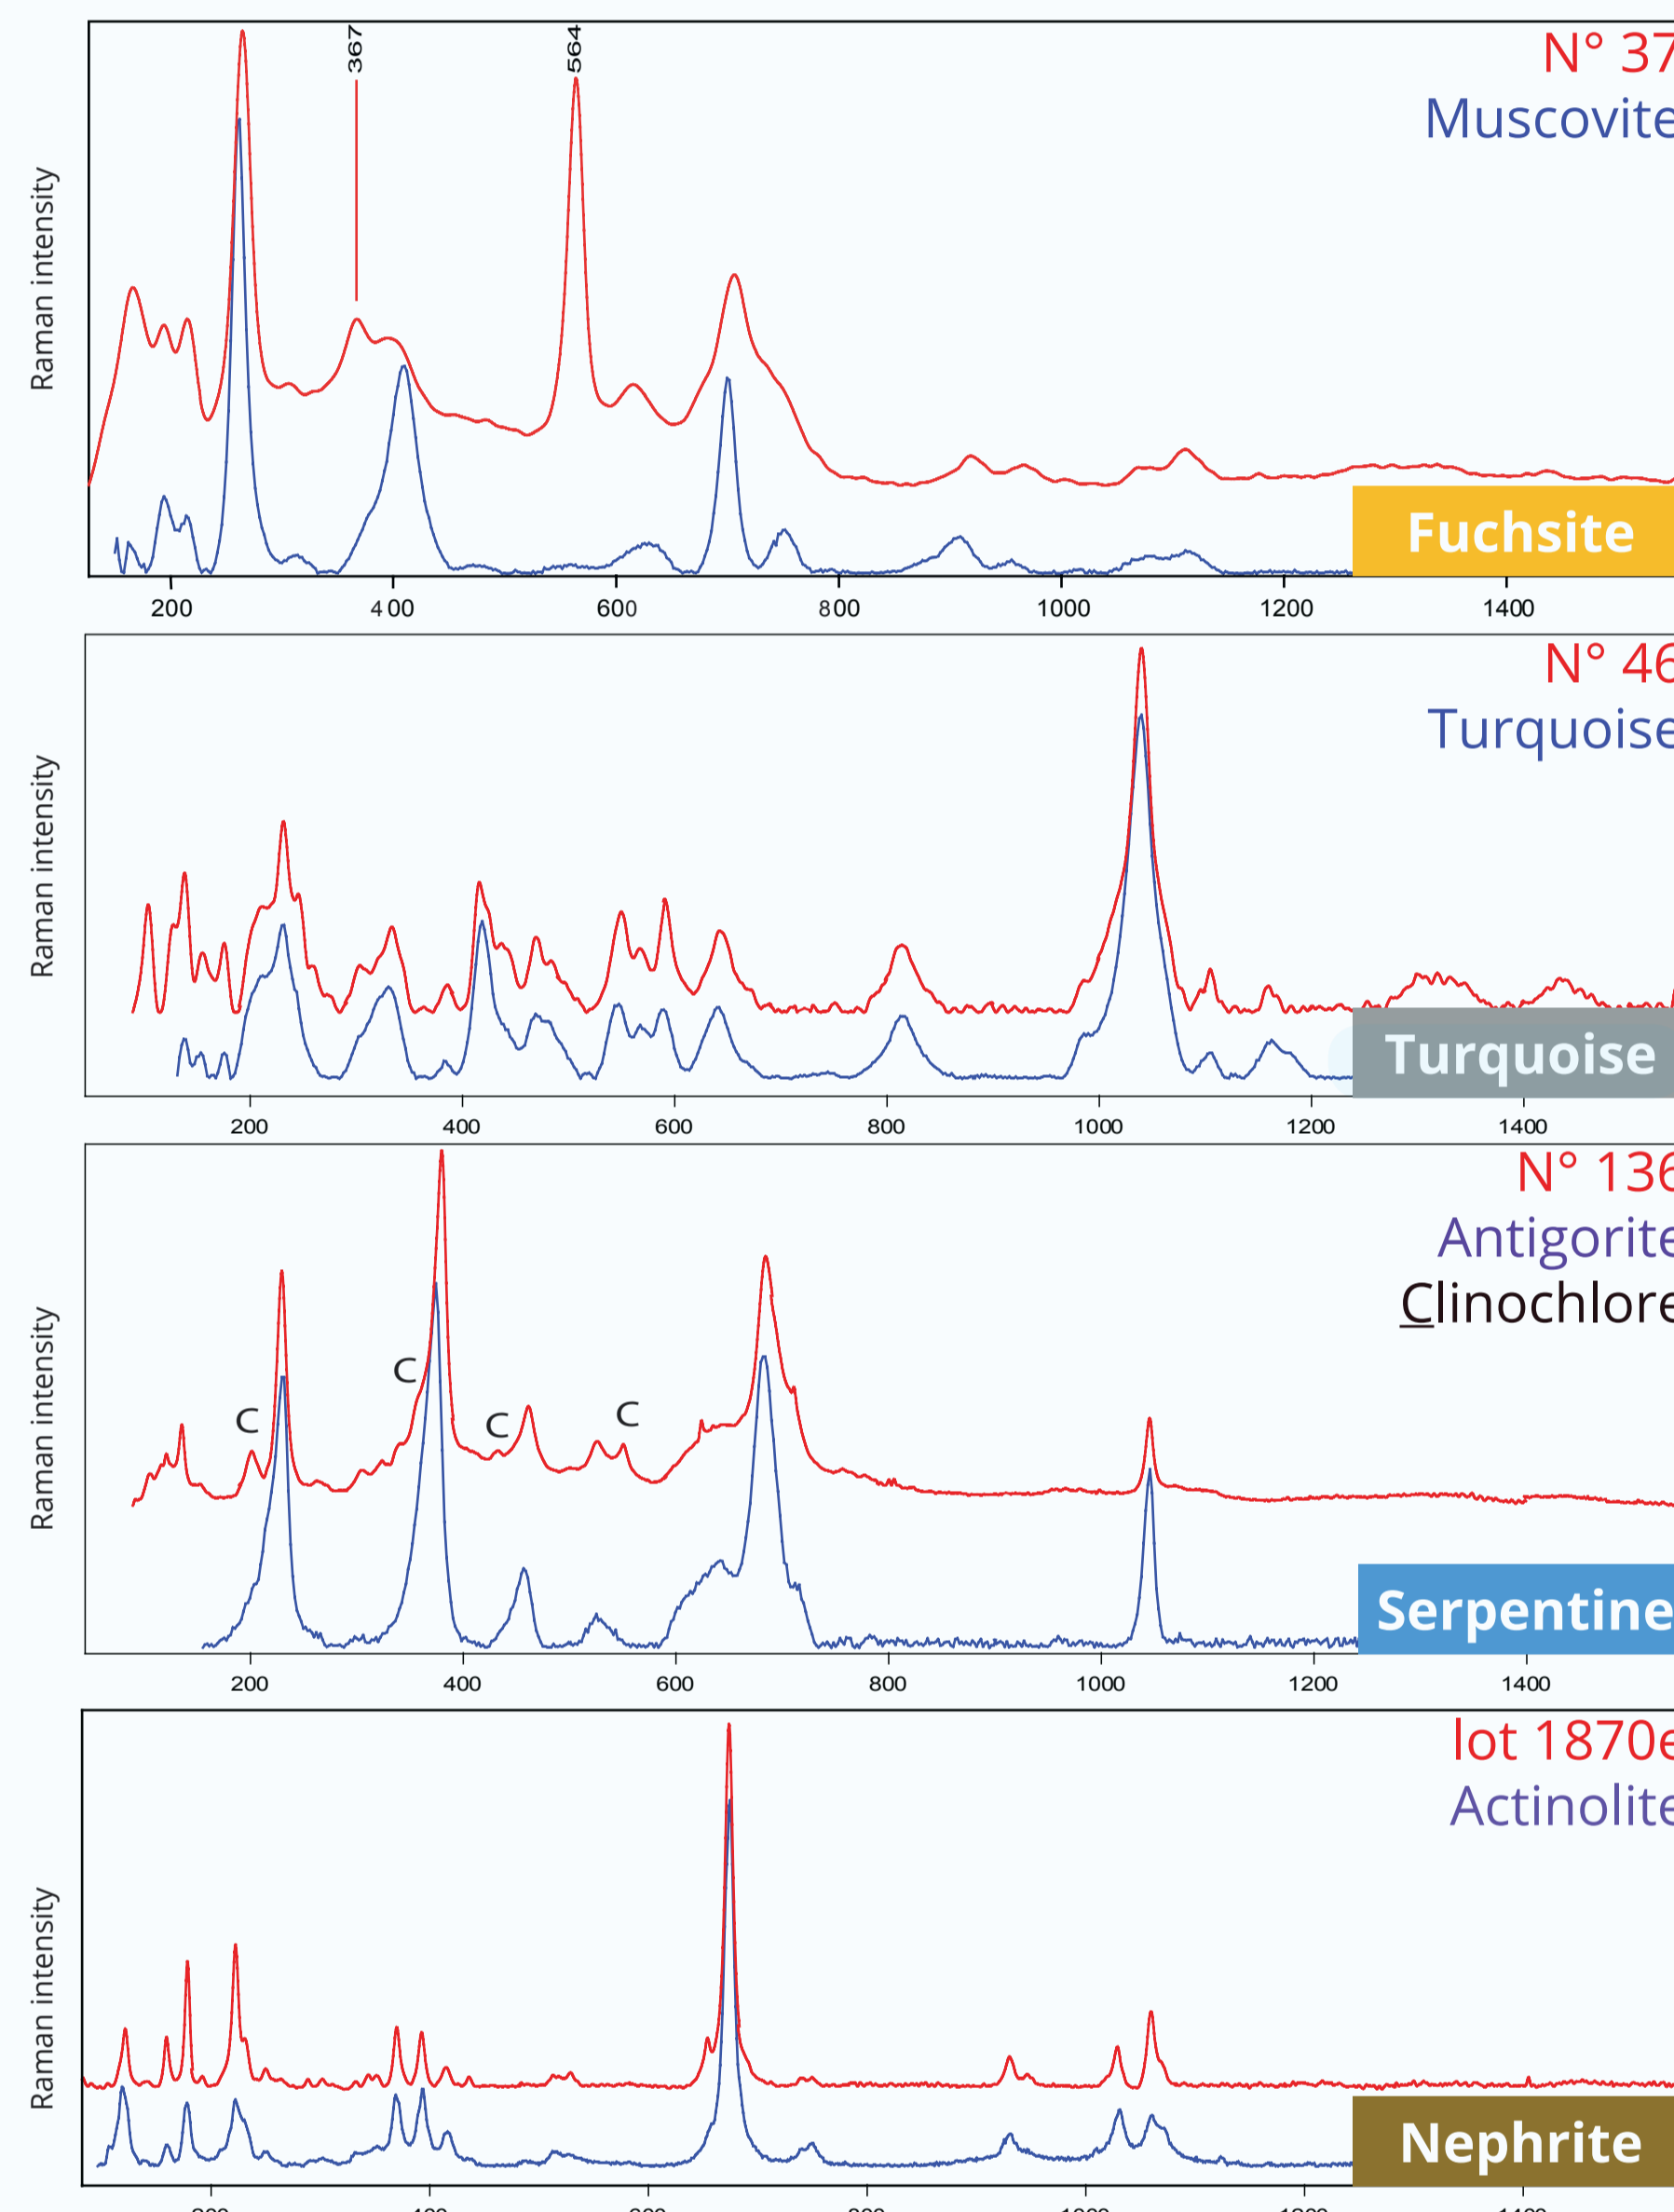 367
564
N° 37
Muscovite
Raman intensity
Fuchsite
200 400 600 800 1000 1200 1400
N° 46
Turquoise
Raman intensity
Turquoise
200 400 600 800 1000 1200 1400
N° 136
Antigorite
Clinochlore
C
C
C
C
Raman intensity
Serpentine
200 400 600 800 1000 1200 1400
lot 1870e
Actinolite
Raman intensity
Nephrite